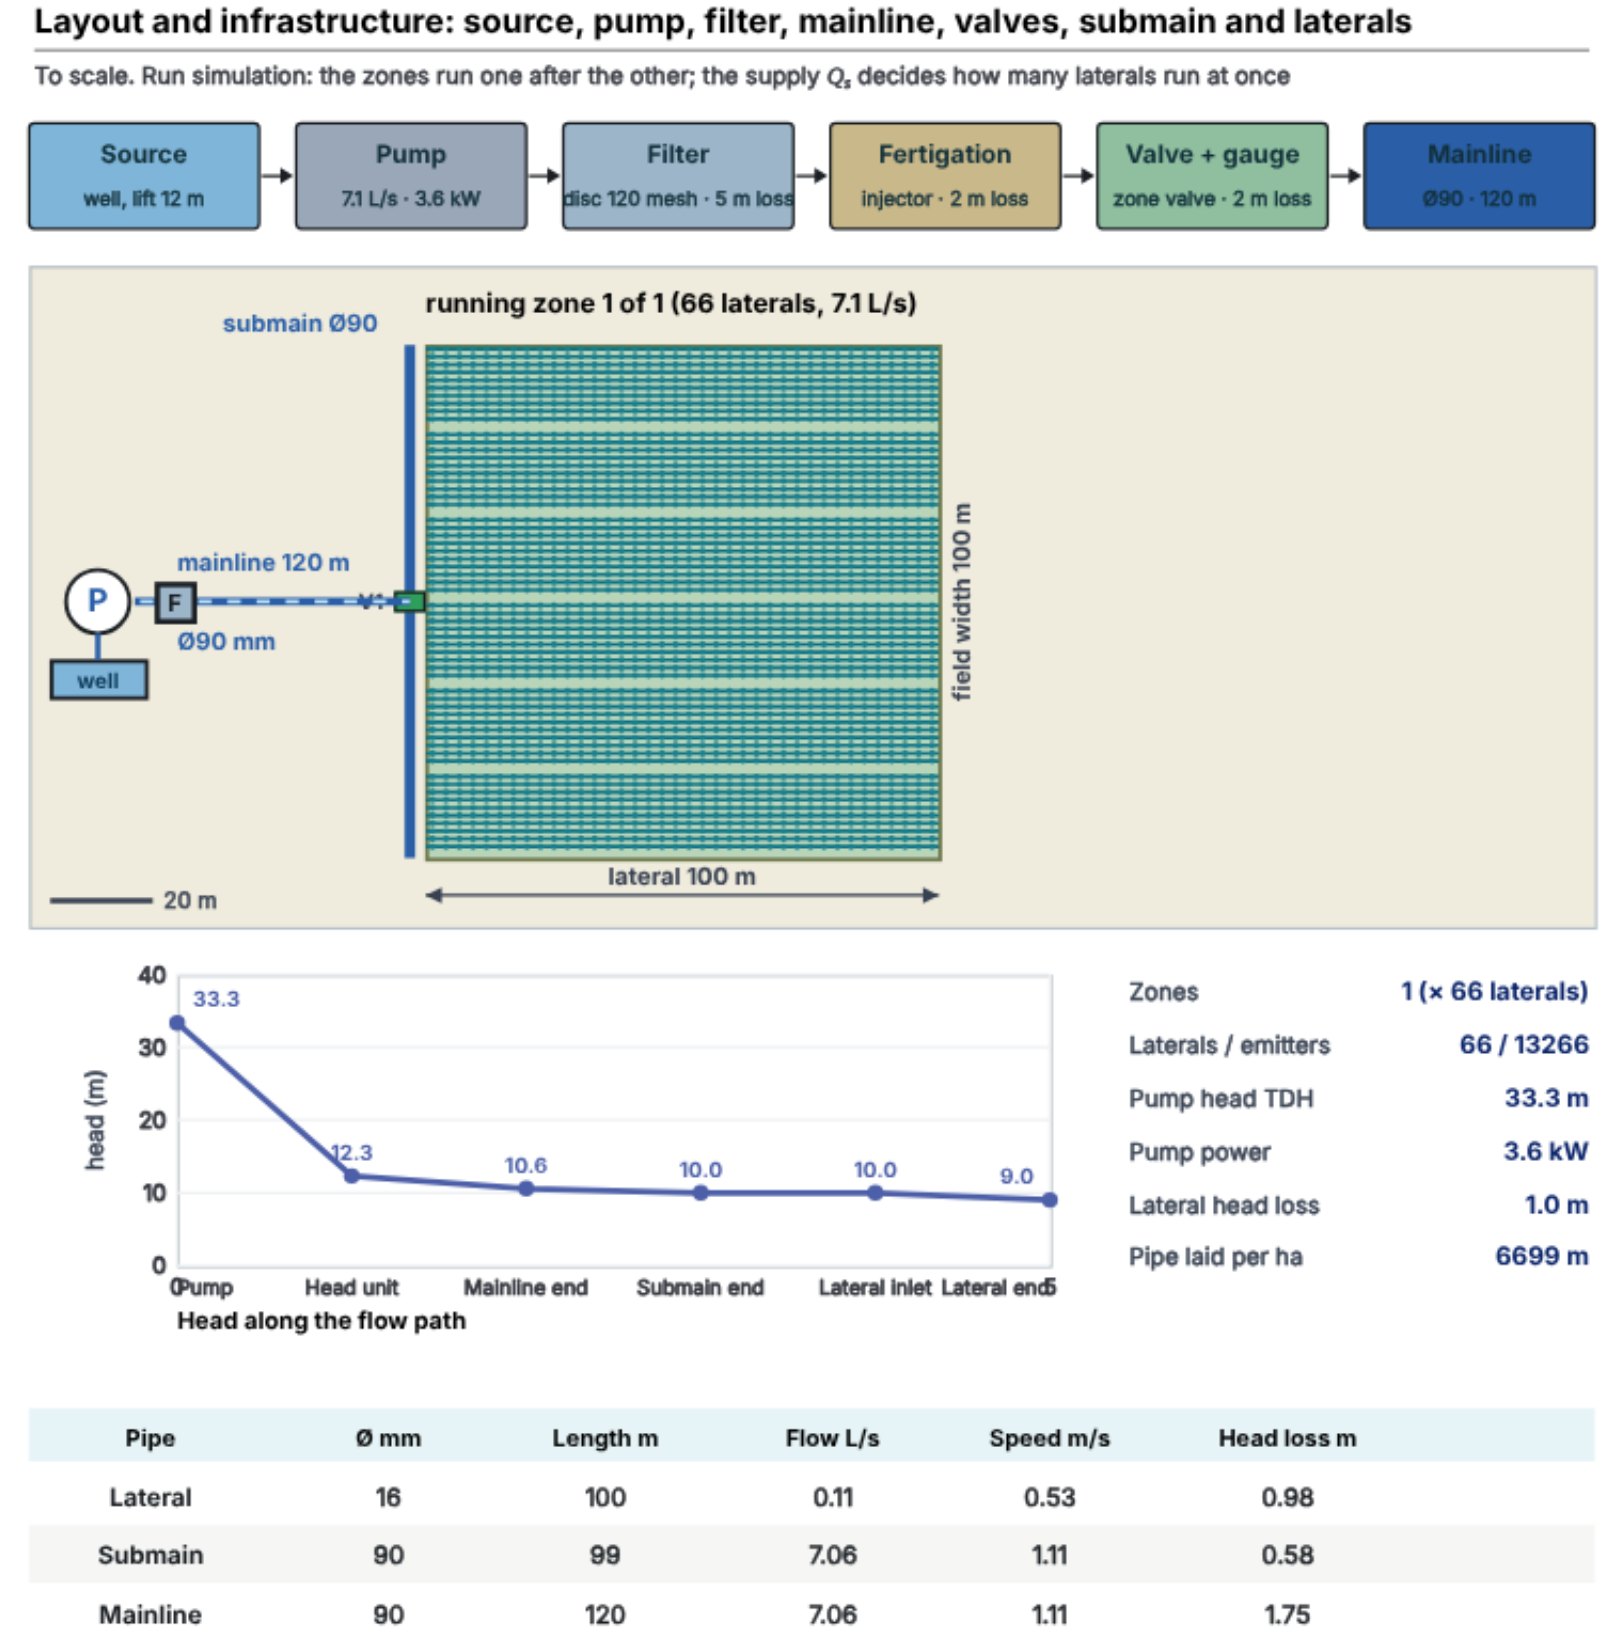 Layout and infrastructure: source, pump, filter, mainline, valves, submain and laterals
To scale. Run simulation: the zones run one after the other; the supply Qs decides how many laterals run at once
Source
well, lift 12 m
Pump
7.1 L/s · 3.6 kW
Filter
disc 120 mesh · 5 m loss
Fertigation
injector · 2 m loss
Valve + gauge
zone valve · 2 m loss
Mainline
Ø90 · 120 m
running zone 1 of 1 (66 laterals, 7.1 L/s)
submain Ø90
mainline 120 m
P
F
Ø90 mm
well
field width 100 m
lateral 100 m
20 m
40
30
20
10
0
head (m)
33.3
12.3
10.6
10.0
10.0
9.0
0 Pump Head unit Mainline end Submain end Lateral inlet Lateral end 5
Head along the flow path
Zones 1 (× 66 laterals)
Laterals / emitters 66 / 13266
Pump head TDH 33.3 m
Pump power 3.6 kW
Lateral head loss 1.0 m
Pipe laid per ha 6699 m
Pipe Ø mm Length m Flow L/s Speed m/s Head loss m
Lateral 16 100 0.11 0.53 0.98
Submain 90 99 7.06 1.11 0.58
Mainline 90 120 7.06 1.11 1.75